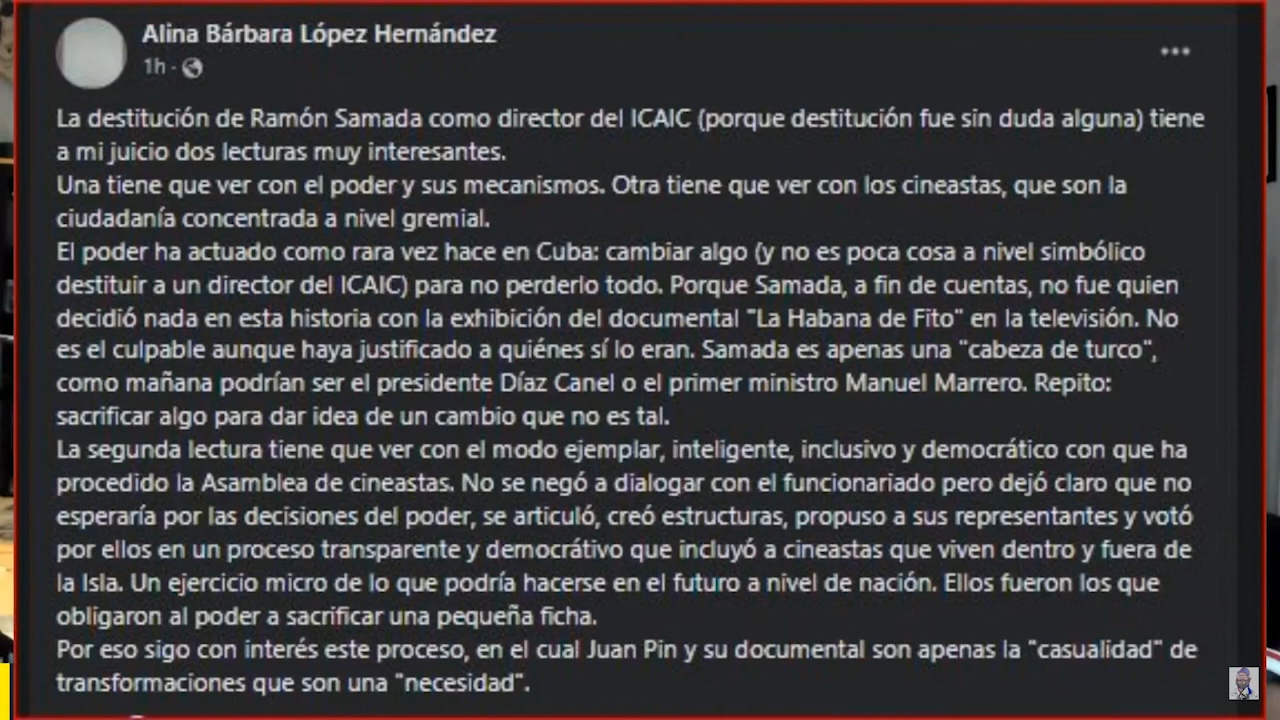 Alina Bárbara López Hernández
1h ·
La destitución de Ramón Samada como director del ICAIC (porque destitución fue sin duda alguna) tiene
a mi juicio dos lecturas muy interesantes.
Una tiene que ver con el poder y sus mecanismos. Otra tiene que ver con los cineastas, que son la
ciudadanía concentrada a nivel gremial.
El poder ha actuado como rara vez hace en Cuba: cambiar algo (y no es poca cosa a nivel simbólico
destituir a un director del ICAIC) para no perderlo todo. Porque Samada, a fin de cuentas, no fue quien
decidió nada en esta historia con la exhibición del documental "La Habana de Fito" en la televisión. No
es el culpable aunque haya justificado a quiénes sí lo eran. Samada es apenas una "cabeza de turco",
como mañana podrían ser el presidente Díaz Canel o el primer ministro Manuel Marrero. Repito:
sacrificar algo para dar idea de un cambio que no es tal.
La segunda lectura tiene que ver con el modo ejemplar, inteligente, inclusivo y democrático con que ha
procedido la Asamblea de cineastas. No se negó a dialogar con el funcionariado pero dejó claro que no
esperaría por las decisiones del poder, se articuló, creó estructuras, propuso a sus representantes y votó
por ellos en un proceso transparente y democrátivo que incluyó a cineastas que viven dentro y fuera de
la Isla. Un ejercicio micro de lo que podría hacerse en el futuro a nivel de nación. Ellos fueron los que
obligaron al poder a sacrificar una pequeña ficha.
Por eso sigo con interés este proceso, en el cual Juan Pin y su documental son apenas la "casualidad" de
transformaciones que son una "necesidad".